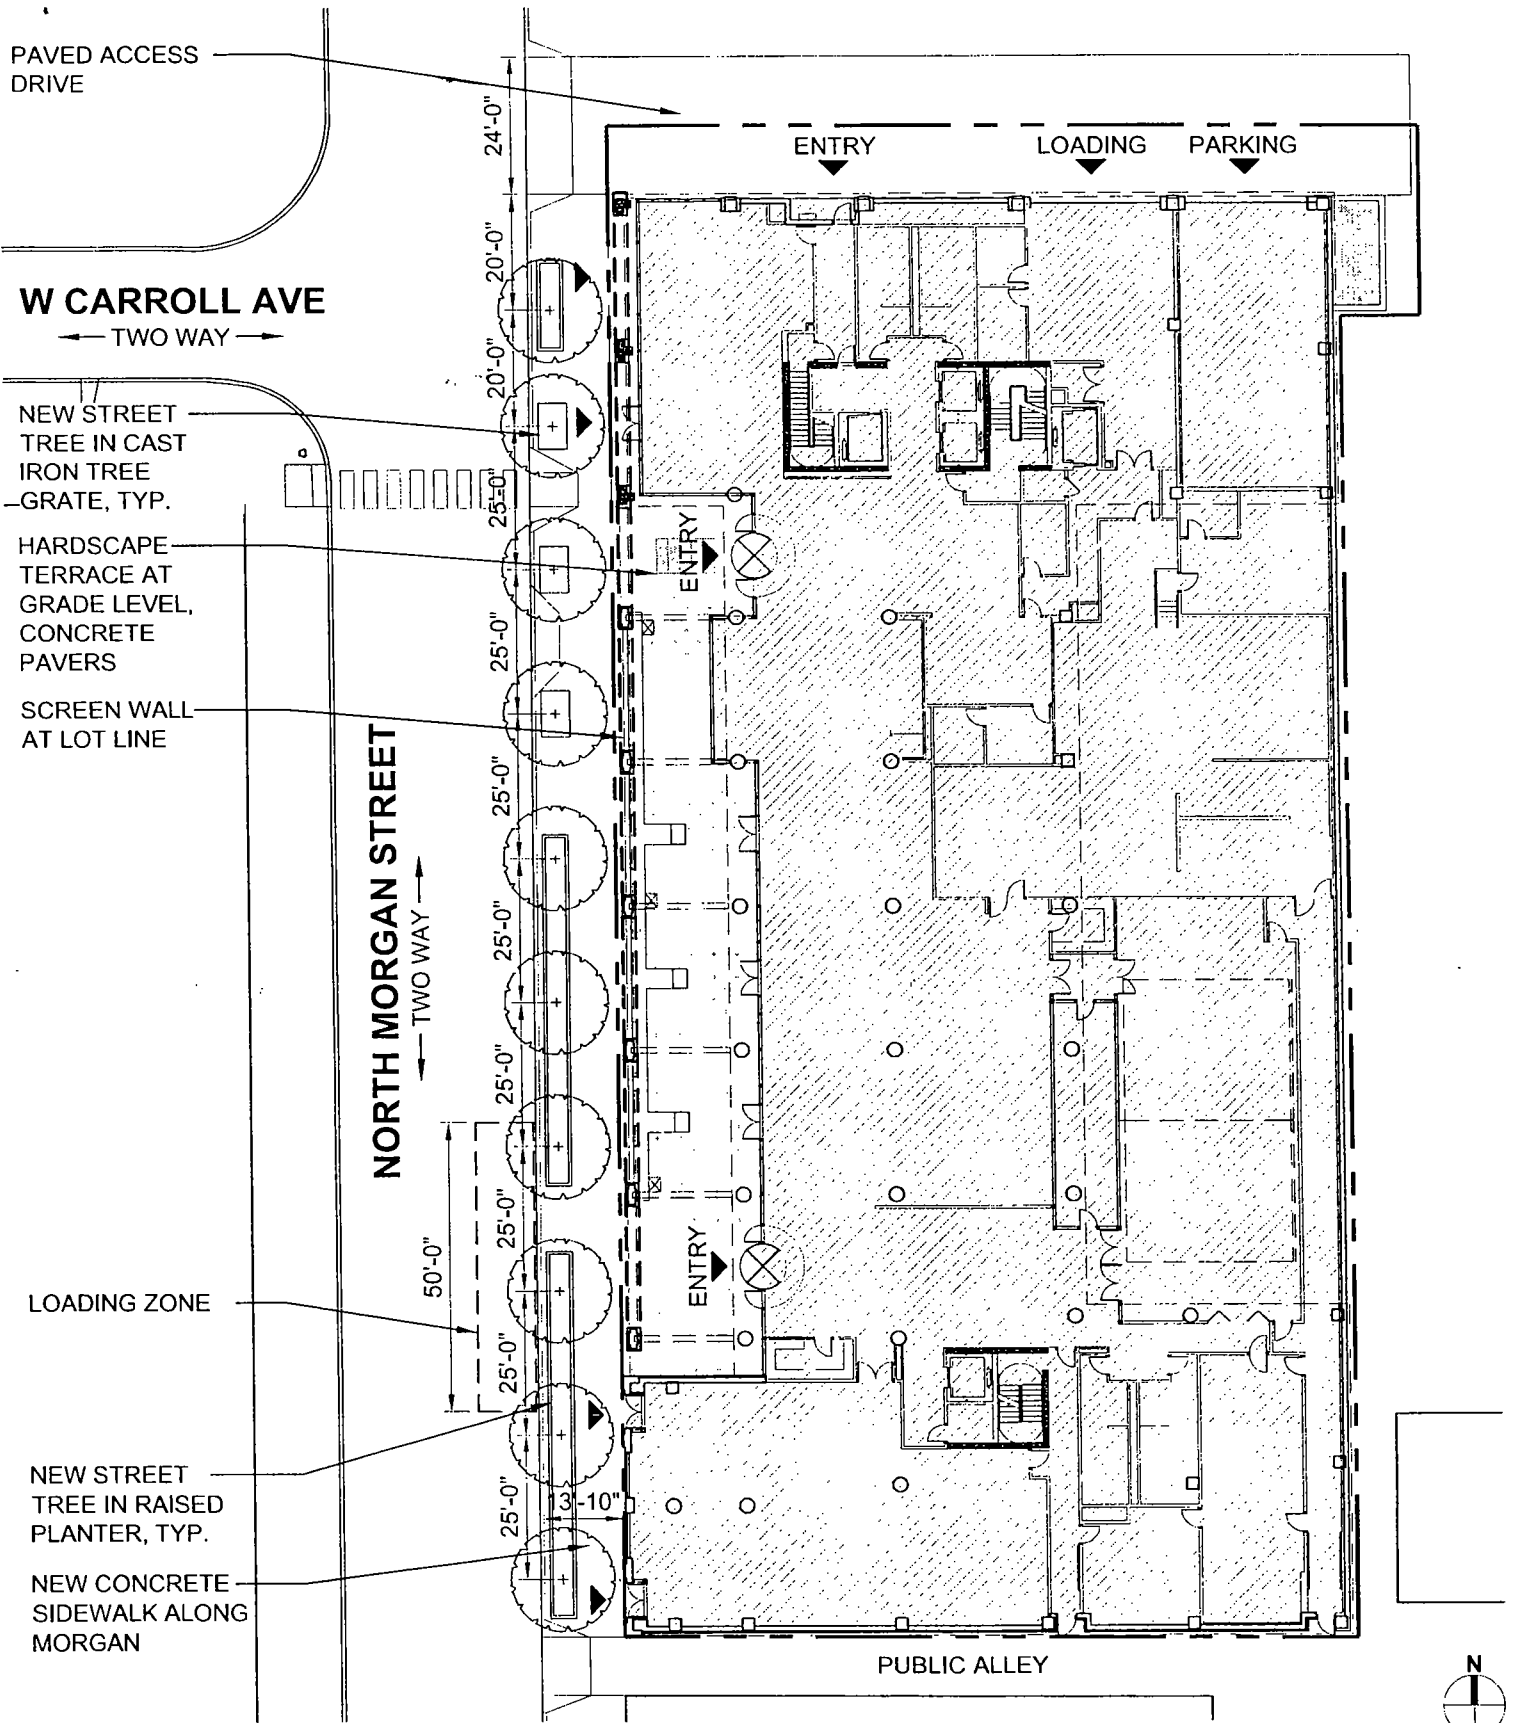 PAVED ACCESS
DRIVE
24'-0"
ENTRY
LOADING
PARKING
20'-0"
W CARROLL AVE
TWO WAY
20'-0"
NEW STREET
TREE IN CAST
IRON TREE
GRATE, TYP.
25'-0"
HARDSCAPE
TERRACE AT
GRADE LEVEL,
CONCRETE
PAVERS
ENTRY
25'-0"
SCREEN WALL
AT LOT LINE
NORTH MORGAN STREET
TWO WAY
25'-0"
25'-0"
25'-0"
25'-0"
50'-0"
ENTRY
LOADING ZONE
25'-0"
NEW STREET
TREE IN RAISED
PLANTER, TYP.
25'-0"
13'-10"
NEW CONCRETE
SIDEWALK ALONG
MORGAN
PUBLIC ALLEY
N